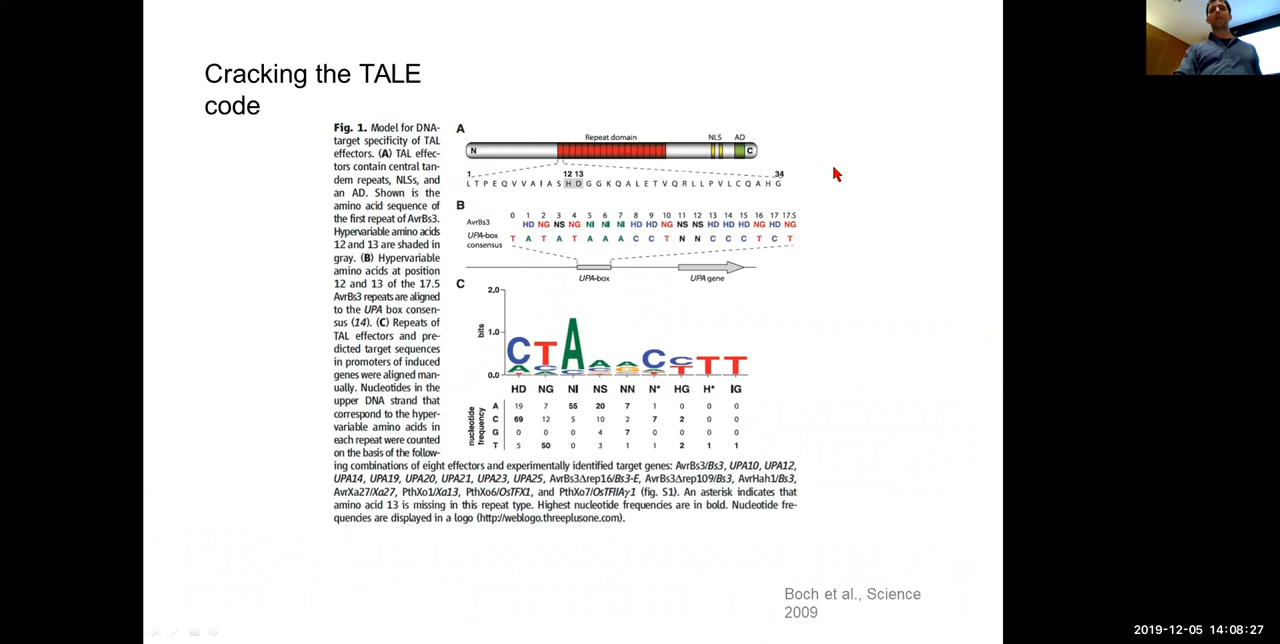 Cracking the TALE
code
Fig. 1. Model for DNA-
target specificity of TAL
effectors. (A) TAL effec-
tors contain central tan-
dem repeats, NLSs, and
an AD. Shown is the
amino acid sequence of
the first repeat of AvrBs3.
Hypervariable amino acids
12 and 13 are shaded in
gray. (B) Hypervariable
amino acids at position
12 and 13 of the 17.5
AvrBs3 repeats are aligned
to the UPA box consen-
sus (14). (C) Repeats of
TAL effectors and pre-
dicted target sequences
in promoters of induced
genes were aligned man-
ually. Nucleotides in the
upper DNA strand that
correspond to the hyper-
variable amino acids in
each repeat were counted
on the basis of the follow-
ing combinations of eight effectors and experimentally identified target genes: AvrBs3/Bs3, UPA10, UPA12,
UPA14, UPA19, UPA20, UPA21, UPA23, UPA25, AvrBs3Δrep16/Bs3-E, AvrBs3Δrep109/Bs3, AvrHah1/Bs3,
AvrXa27/Xa27, PthXo1/Xa13, PthXo6/OsTFX1, and PthXo7/OsTFIIAγ1 (fig. S1). An asterisk indicates that
amino acid 13 is missing in this repeat type. Highest nucleotide frequencies are in bold. Nucleotide fre-
quencies are displayed in a logo (http://weblogo.threeplusone.com).
A
Repeat domain NLS AD
N C
1 12 13 34
L T P E Q V V A I A S H D G G K Q A L E T V Q R L L P V L C Q A H G
B
0 1 2 3 4 5 6 7 8 9 10 11 12 13 14 15 16 17 17.5
AvrBs3 HD NG NS NG NI NI NI HD HD NG NS NS HD HD HD NG HD NG
UPA-box
consensus T A T A T A A A C C T N N C C C T C T
UPA-box UPA gene
C
2.0
bits 1.0
0.0
C T A A A C C T T
HD NG NI NS NN N* HG H* IG
nucleotide
frequency
A 19 7 55 20 7 1 0 0 0
C 69 12 5 10 2 7 2 0 0
G 0 0 0 4 7 0 0 0 0
T 5 50 0 3 1 1 2 1 1
Boch et al., Science
2009
2019-12-05 14:08:27